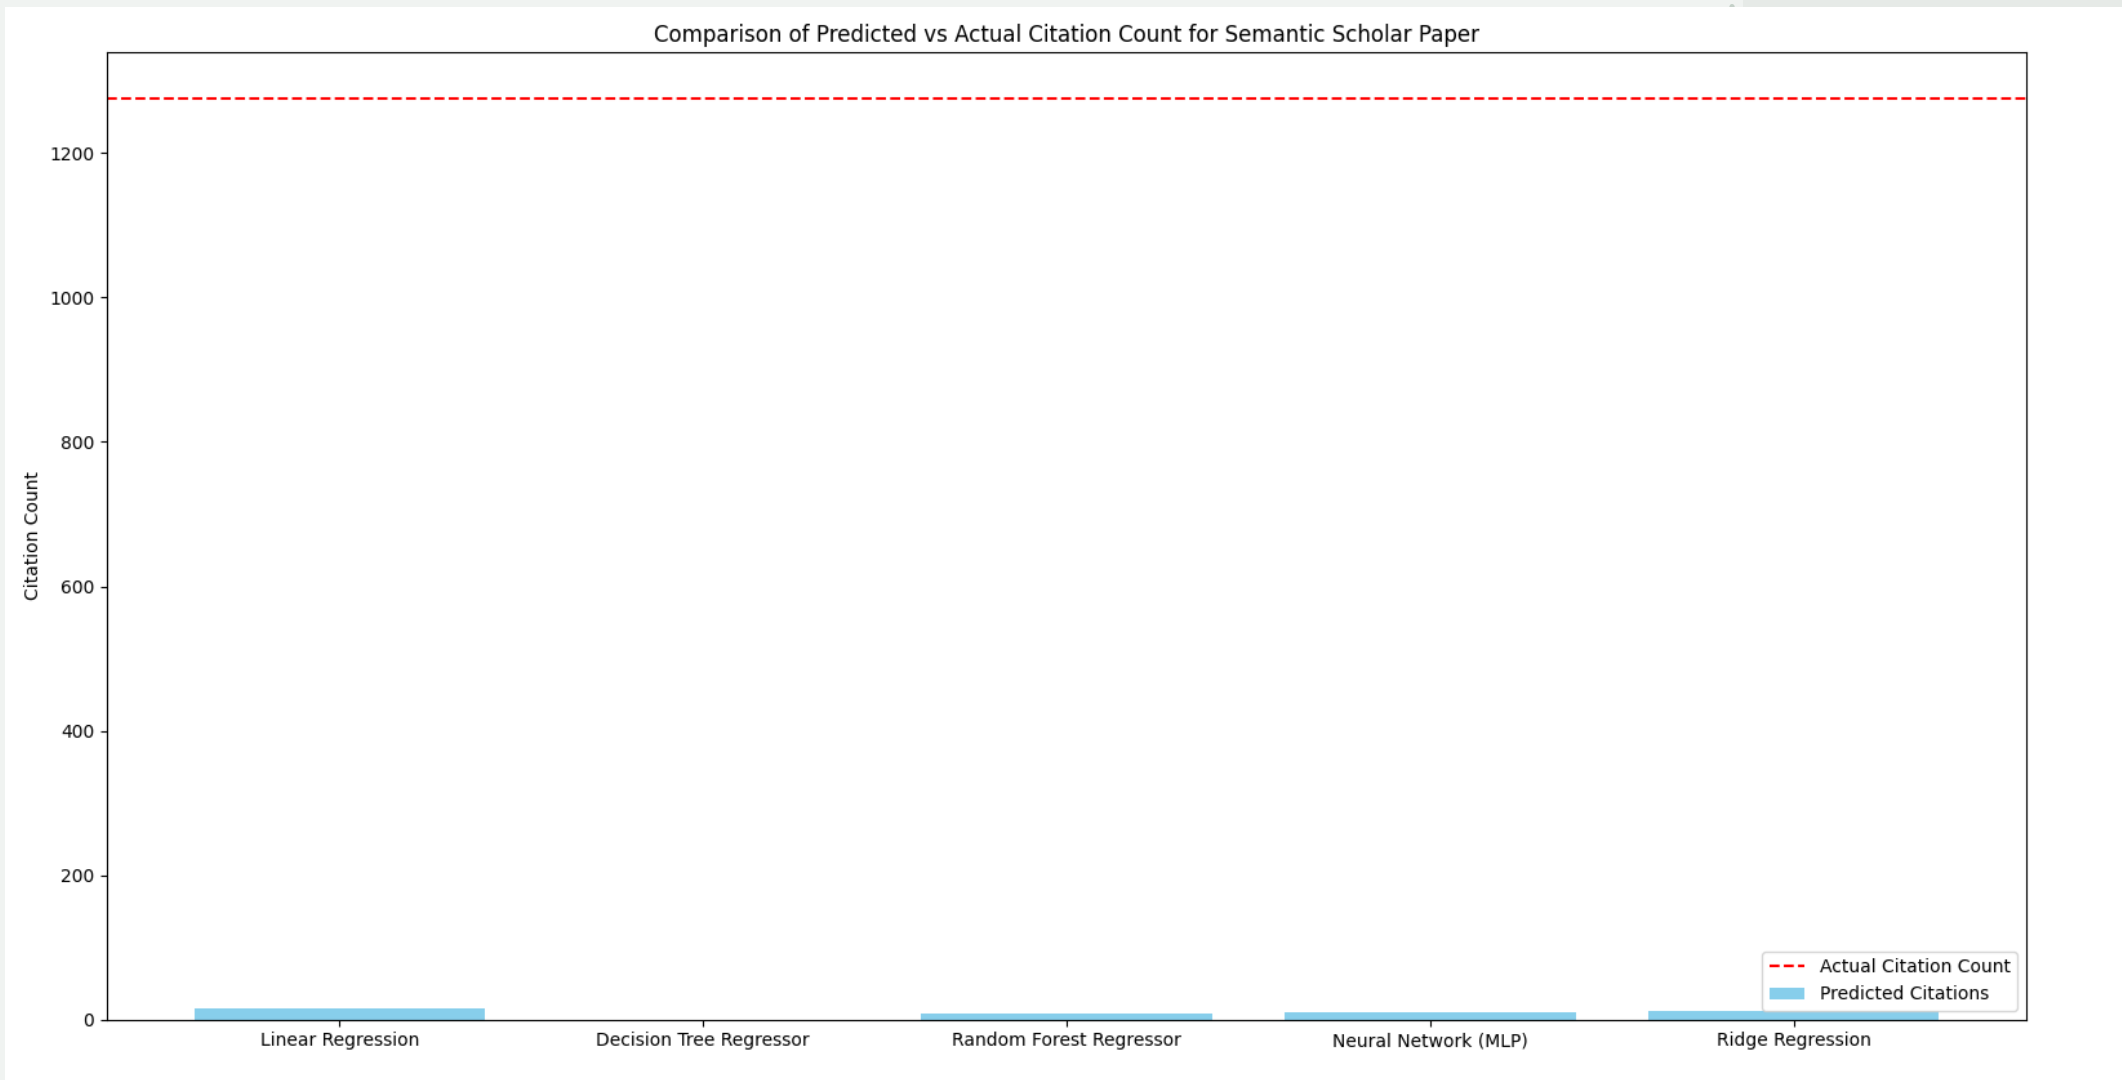 Comparison of Predicted vs Actual Citation Count for Semantic Scholar Paper
Citation Count
1200
1000
800
600
400
200
0
Linear Regression
Decision Tree Regressor
Random Forest Regressor
Neural Network (MLP)
Ridge Regression
Actual Citation Count
Predicted Citations